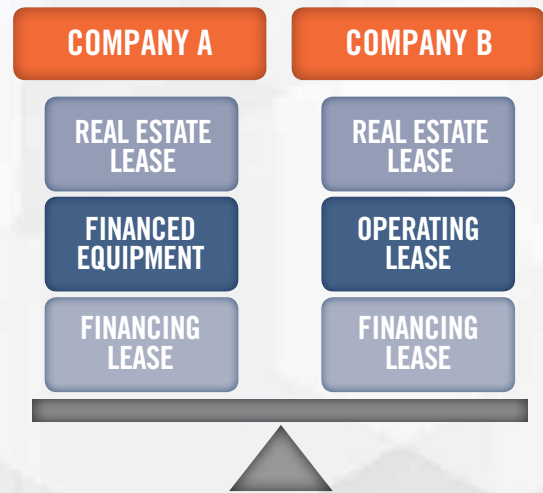 COMPANY A
COMPANY B
REAL ESTATE
LEASE
REAL ESTATE
LEASE
FINANCED
EQUIPMENT
OPERATING
LEASE
FINANCING
LEASE
FINANCING
LEASE